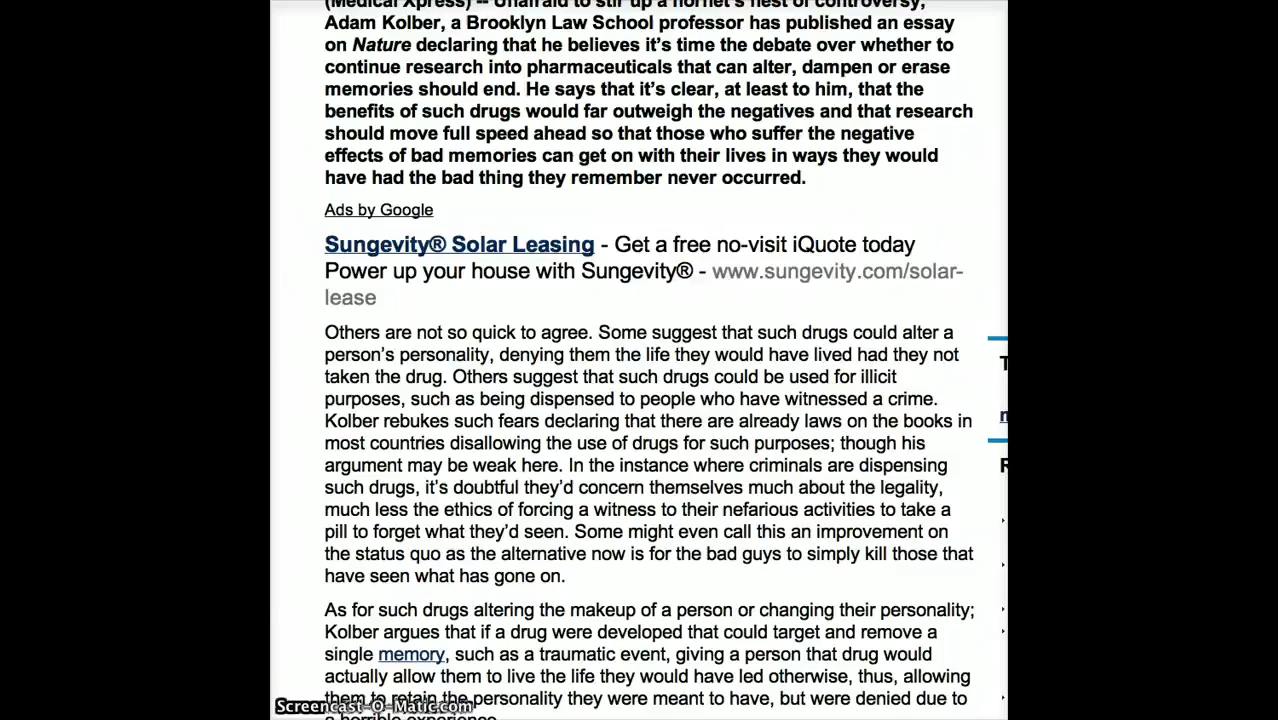 (Medical Xpress) -- Unafraid to stir up a hornet's nest of controversy,
Adam Kolber, a Brooklyn Law School professor has published an essay
on Nature declaring that he believes it's time the debate over whether to
continue research into pharmaceuticals that can alter, dampen or erase
memories should end. He says that it's clear, at least to him, that the
benefits of such drugs would far outweigh the negatives and that research
should move full speed ahead so that those who suffer the negative
effects of bad memories can get on with their lives in ways they would
have had the bad thing they remember never occurred.
Ads by Google
Sungevity® Solar Leasing - Get a free no-visit iQuote today
Power up your house with Sungevity® - www.sungevity.com/solar-
lease
Others are not so quick to agree. Some suggest that such drugs could alter a
person's personality, denying them the life they would have lived had they not
taken the drug. Others suggest that such drugs could be used for illicit
purposes, such as being dispensed to people who have witnessed a crime.
Kolber rebukes such fears declaring that there are already laws on the books in
most countries disallowing the use of drugs for such purposes; though his
argument may be weak here. In the instance where criminals are dispensing
such drugs, it's doubtful they'd concern themselves much about the legality,
much less the ethics of forcing a witness to their nefarious activities to take a
pill to forget what they'd seen. Some might even call this an improvement on
the status quo as the alternative now is for the bad guys to simply kill those that
have seen what has gone on.
As for such drugs altering the makeup of a person or changing their personality;
Kolber argues that if a drug were developed that could target and remove a
single memory, such as a traumatic event, giving a person that drug would
actually allow them to live the life they would have led otherwise, thus, allowing
them to retain the personality they were meant to have, but were denied due to
a horrible experience.
Screencast-O-Matic.com